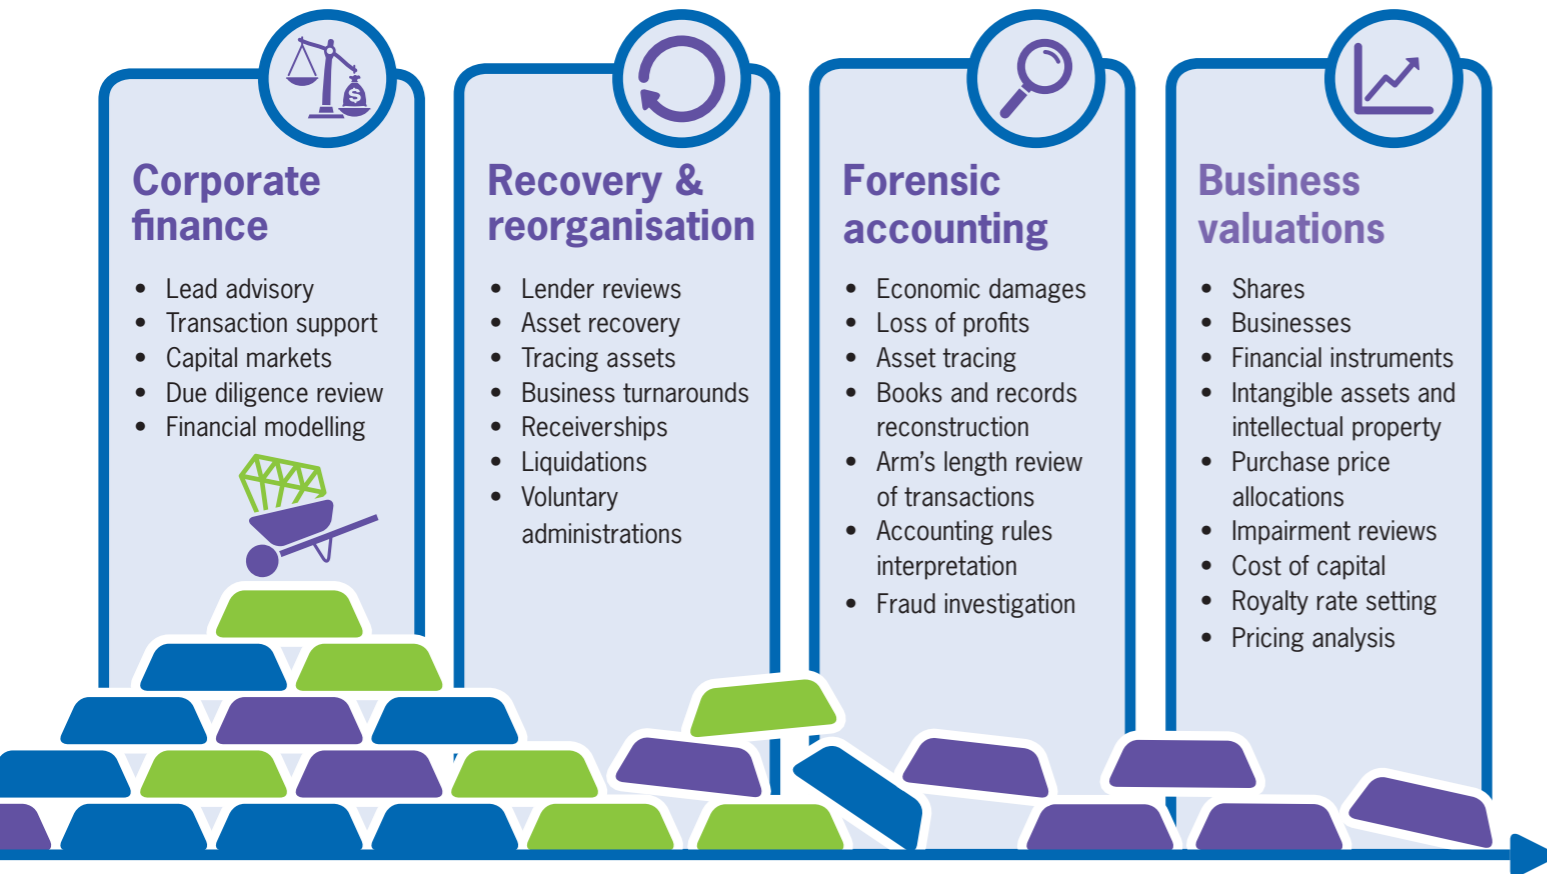 $
Corporate
finance
• Lead advisory
• Transaction support
• Capital markets
• Due diligence review
• Financial modelling
Recovery &
reorganisation
• Lender reviews
• Asset recovery
• Tracing assets
• Business turnarounds
• Receiverships
• Liquidations
• Voluntary
administrations
Forensic
accounting
• Economic damages
• Loss of profits
• Asset tracing
• Books and records
reconstruction
• Arm’s length review
of transactions
• Accounting rules
interpretation
• Fraud investigation
Business
valuations
• Shares
• Businesses
• Financial instruments
• Intangible assets and
intellectual property
• Purchase price
allocations
• Impairment reviews
• Cost of capital
• Royalty rate setting
• Pricing analysis